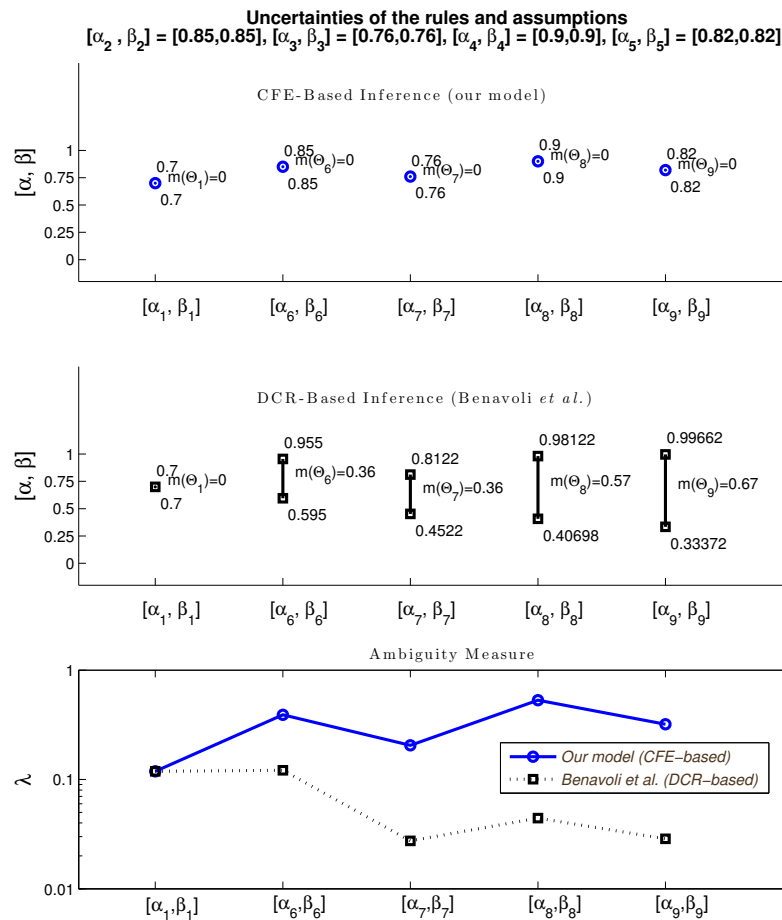 Uncertainties of the rules and assumptions
[α2 , β2] = [0.85,0.85], [α3, β3] = [0.76,0.76], [α4, β4] = [0.9,0.9], [α5, β5] = [0.82,0.82]
CFE-Based Inference (our model)
[α, β]
1
0.75
0.5
0.25
0
0.7
m(Θ1)=0
0.7
0.85
m(Θ6)=0
0.85
0.76
m(Θ7)=0
0.76
0.9
m(Θ8)=0
0.9
0.82
m(Θ9)=0
0.82
[α1, β1] [α6, β6] [α7, β7] [α8, β8] [α9, β9]
DCR-Based Inference (Benavoli et al.)
[α, β]
1
0.75
0.5
0.25
0
0.7
m(Θ1)=0
0.7
0.955
m(Θ6)=0.36
0.595
0.8122
m(Θ7)=0.36
0.4522
0.98122
m(Θ8)=0.57
0.40698
0.99662
m(Θ9)=0.67
0.33372
[α1, β1] [α6, β6] [α7, β7] [α8, β8] [α9, β9]
Ambiguity Measure
λ
1
0.1
0.01
Our model (CFE−based)
Benavoli et al. (DCR−based)
[α1,β1] [α6,β6] [α7,β7] [α8,β8] [α9,β9]